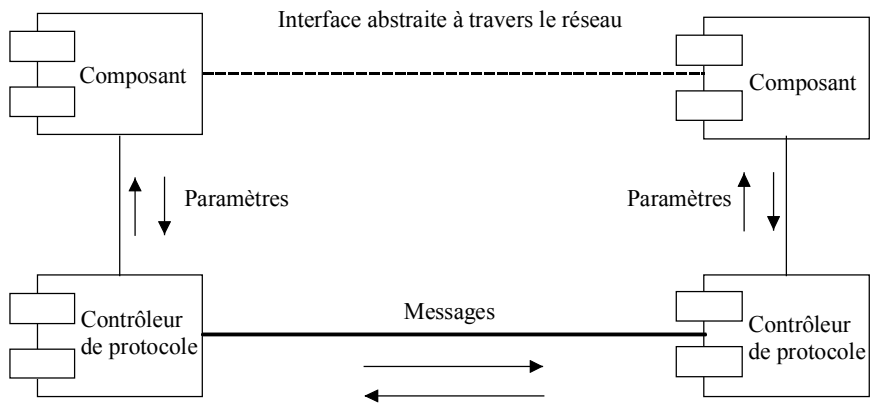 Interface abstraite à travers le réseau
Composant
Composant
Paramètres
Paramètres
Messages
Contrôleur
de protocole
Contrôleur
de protocole